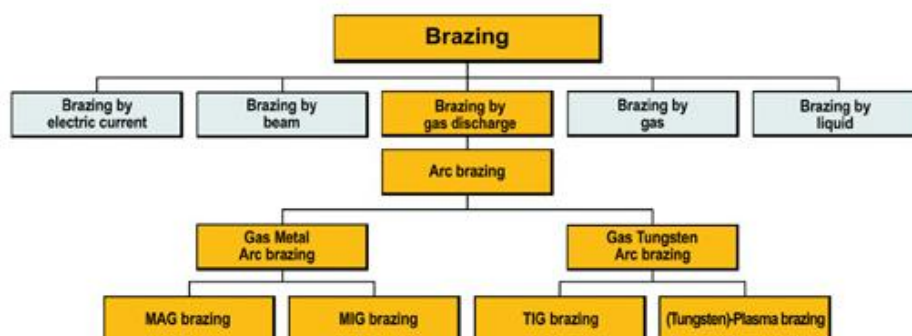 Brazing
Brazing by
electric current
Brazing by
beam
Brazing by
gas discharge
Brazing by
gas
Brazing by
liquid
Arc brazing
Gas Metal
Arc brazing
Gas Tungsten
Arc brazing
MAG brazing
MIG brazing
TIG brazing
(Tungsten)-Plasma brazing